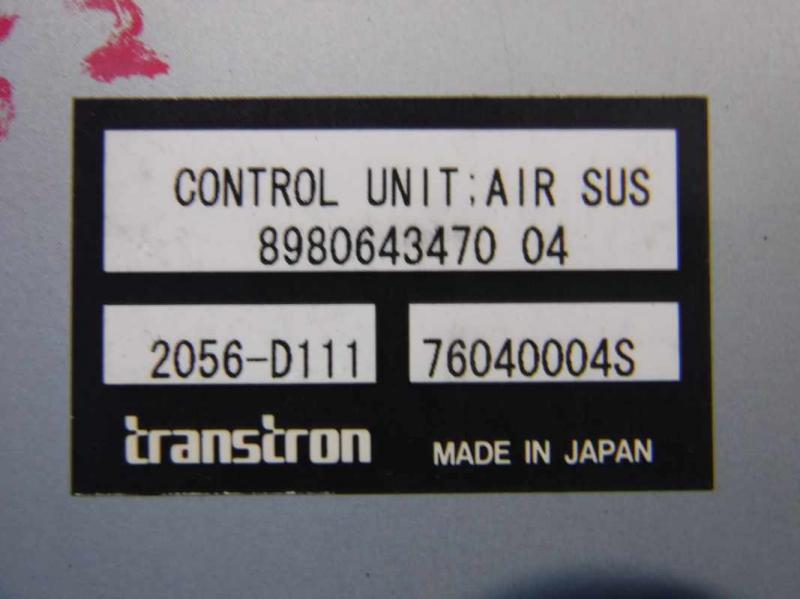 CONTROL UNIT;AIR SUS
8980643470 04
2056-D111 76040004S
transtron MADE IN JAPAN